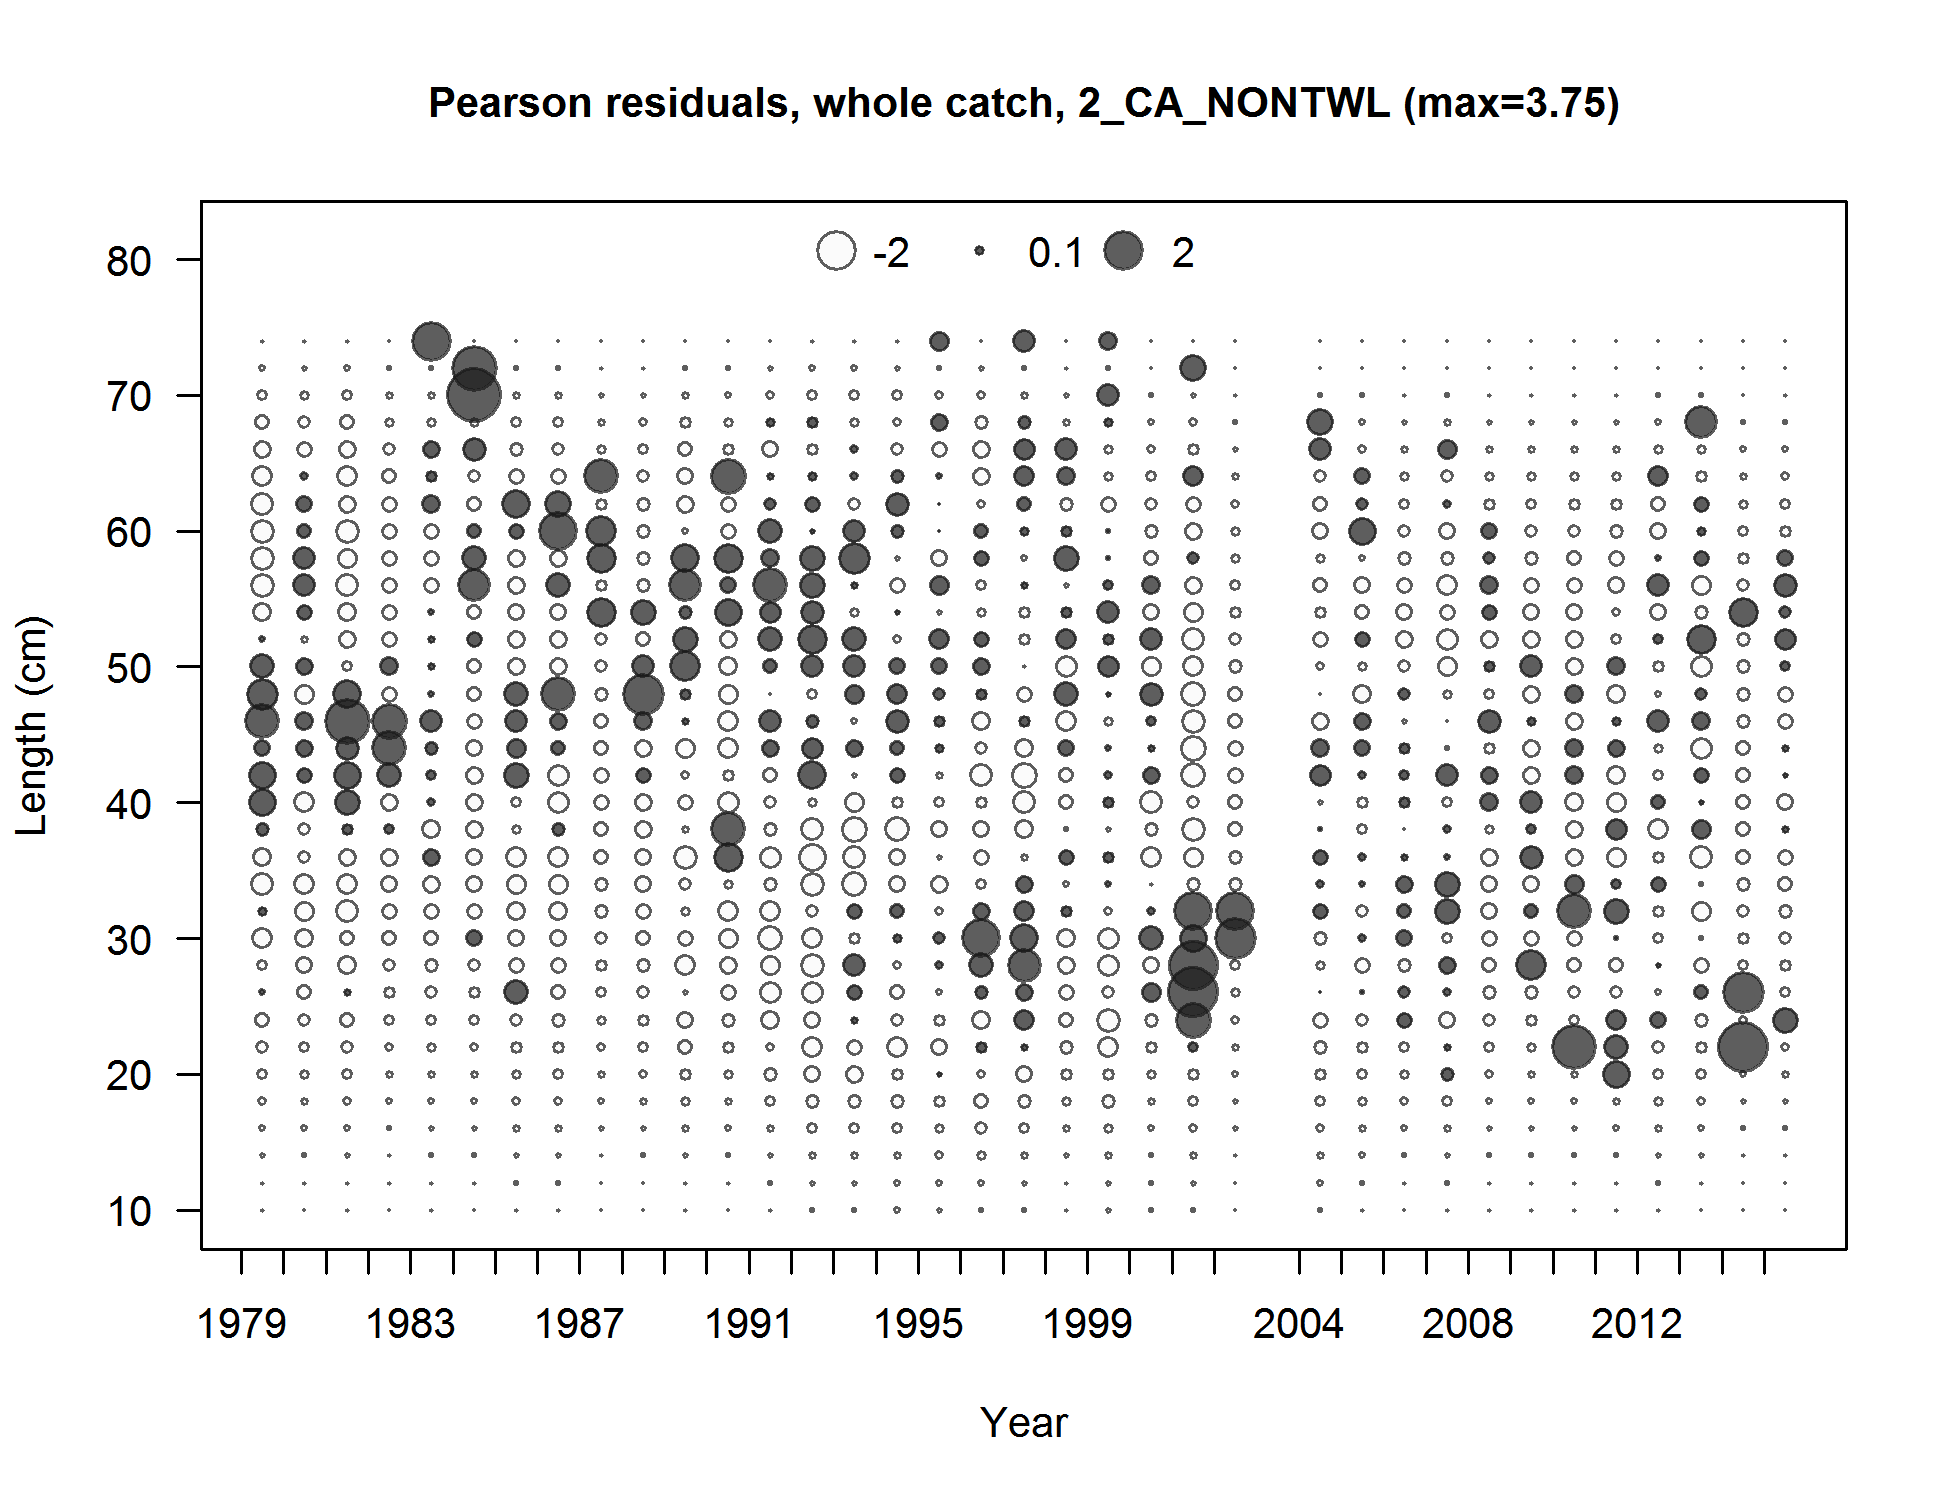 Pearson residuals, whole catch, 2_CA_NONTWL (max=3.75)
-2 0.1 2
80
70
60
50
40
30
20
10
Length (cm)
1979 1983 1987 1991 1995 1999 2004 2008 2012
Year